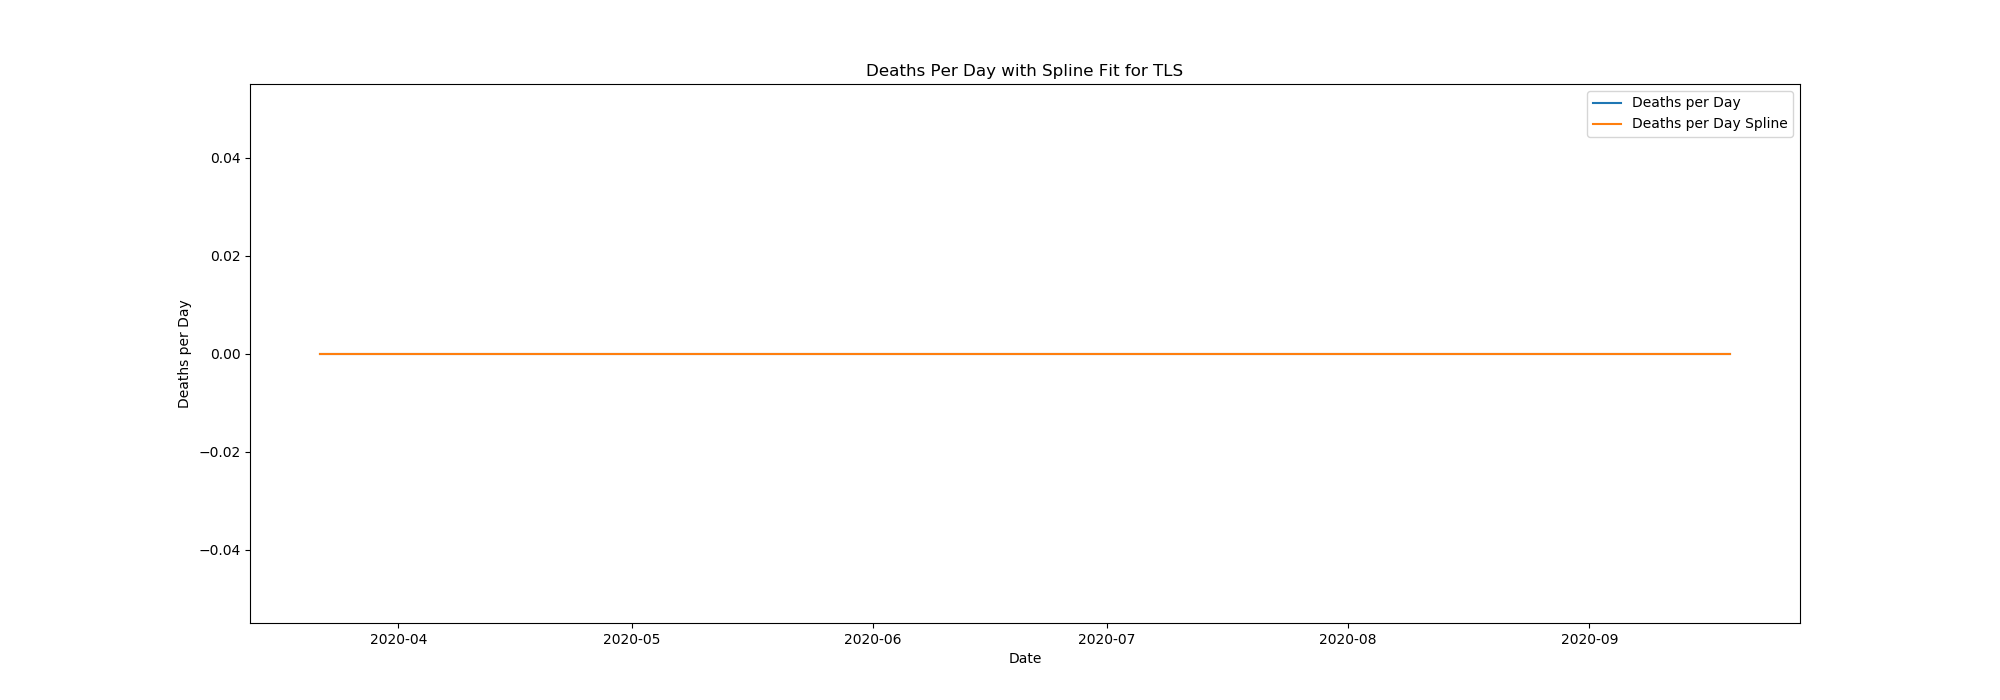 Deaths Per Day with Spline Fit for TLS
Deaths per Day
Deaths per Day Spline
0.04
0.02
0.00
−0.02
−0.04
Deaths per Day
2020-04 2020-05 2020-06 2020-07 2020-08 2020-09
Date